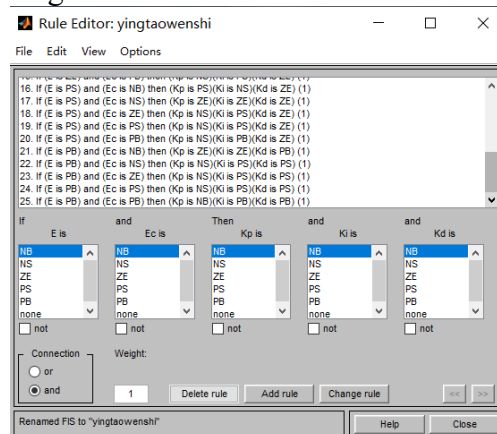 Rule Editor: yingtaowenshi
File Edit View Options
16. If (E is PS) and (Ec is NB) then (Kp is PS)(Ki is NS)(Kd is ZE) (1)
17. If (E is PS) and (Ec is NS) then (Kp is ZE)(Ki is ZE)(Kd is ZE) (1)
18. If (E is PS) and (Ec is ZE) then (Kp is NS)(Ki is PS)(Kd is ZE) (1)
19. If (E is PS) and (Ec is PS) then (Kp is NS)(Ki is PS)(Kd is ZE) (1)
20. If (E is PS) and (Ec is PB) then (Kp is NS)(Ki is PB)(Kd is ZE) (1)
21. If (E is PB) and (Ec is NB) then (Kp is ZE)(Ki is ZE)(Kd is PB) (1)
22. If (E is PB) and (Ec is NS) then (Kp is NS)(Ki is PS)(Kd is PS) (1)
23. If (E is PB) and (Ec is ZE) then (Kp is NS)(Ki is PS)(Kd is PS) (1)
24. If (E is PB) and (Ec is PS) then (Kp is NB)(Ki is PS)(Kd is PS) (1)
25. If (E is PB) and (Ec is PB) then (Kp is NB)(Ki is PB)(Kd is PB) (1)
If and Then and and
E is Ec is Kp is Ki is Kd is
NB NB NB NB NB
NS NS NS NS NS
ZE ZE ZE ZE ZE
PS PS PS PS PS
PB PB PB PB PB
none none none none none
not not not not not
Connection Weight:
or
and 1 Delete rule Add rule Change rule << >>
Renamed FIS to "yingtaowenshi" Help Close